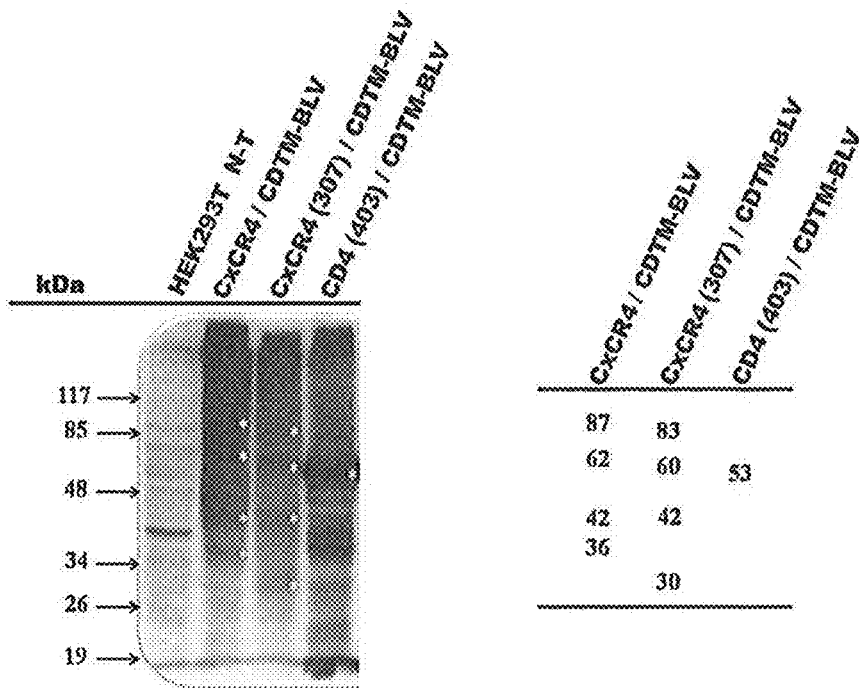 kDa
HEK293T N-T
CxCR4 / CDTM-BLV
CxCR4 (307) / CDTM-BLV
CD4 (403) / CDTM-BLV
117
85
48
34
26
19
CxCR4 / CDTM-BLV
CxCR4 (307) / CDTM-BLV
CD4 (403) / CDTM-BLV
87 83
62 60 53
42 42
36
30